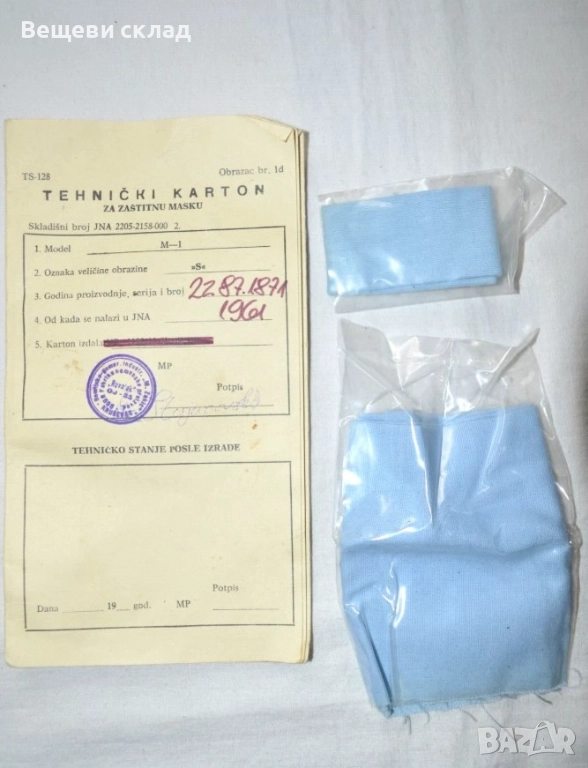 Вещеви склад
TS-128
Obrazac br. 1d
TEHNIČKI KARTON
ZA ZAŠTITNU MASKU
Skladišni broj JNA 2205-2158-000 2.
1. Model M—1
2. Oznaka veličine obrazine »S«
3. Godina proizvodnje, serija i broj 22.87.1871
4. Od kada se nalazi u JNA 1961
5. Karton izdala
MP
Potpis
TEHNIČKO STANJE POSLE IZRADE
Potpis
Dana 19 god. MP
BAZAR